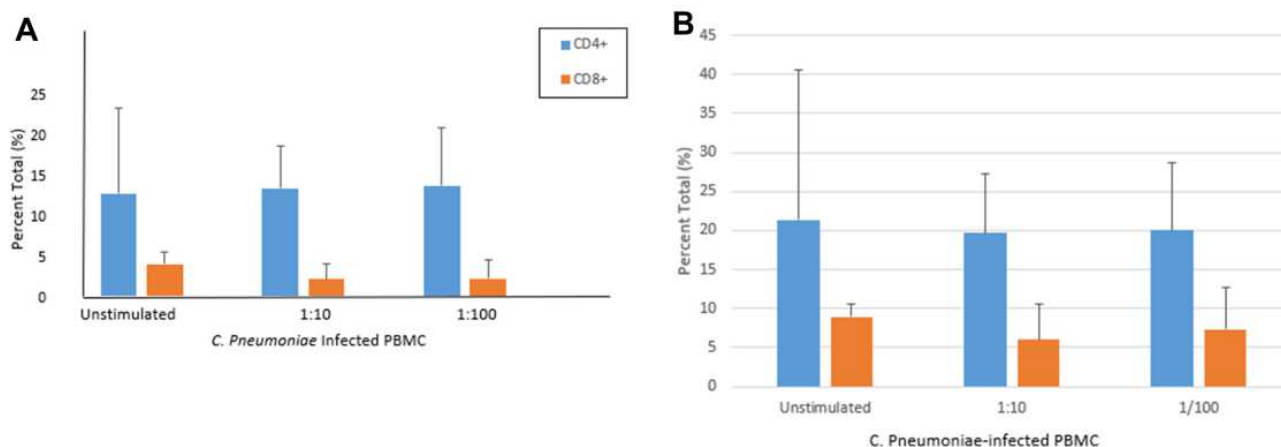 A
CD4+
CD8+
Percent Total (%)
25
20
15
10
5
0
Unstimulated 1:10 1:100
C. Pneumoniae Infected PBMC
B
Percent Total (%)
45
40
35
30
25
20
15
10
5
0
Unstimulated 1:10 1/100
C. Pneumoniae-infected PBMC